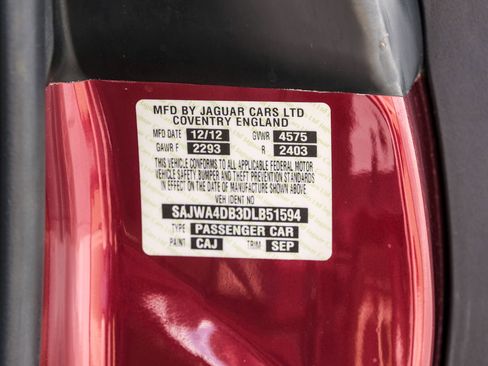 MFD BY JAGUAR CARS LTD
COVENTRY ENGLAND
MFD DATE 12/12 GVWR 4575
GAWR F 2293 R 2403
THIS VEHICLE CONFORMS TO ALL APPLICABLE FEDERAL MOTOR
VEHICLE SAFETY, BUMPER AND THEFT PREVENTION STANDARDS
IN EFFECT ON THE DATE OF MANUFACTURE SHOWN ABOVE
VEH IDENT NO
SAJWA4DB3DLB51594
TYPE PASSENGER CAR
PAINT CAJ TRIM SEP